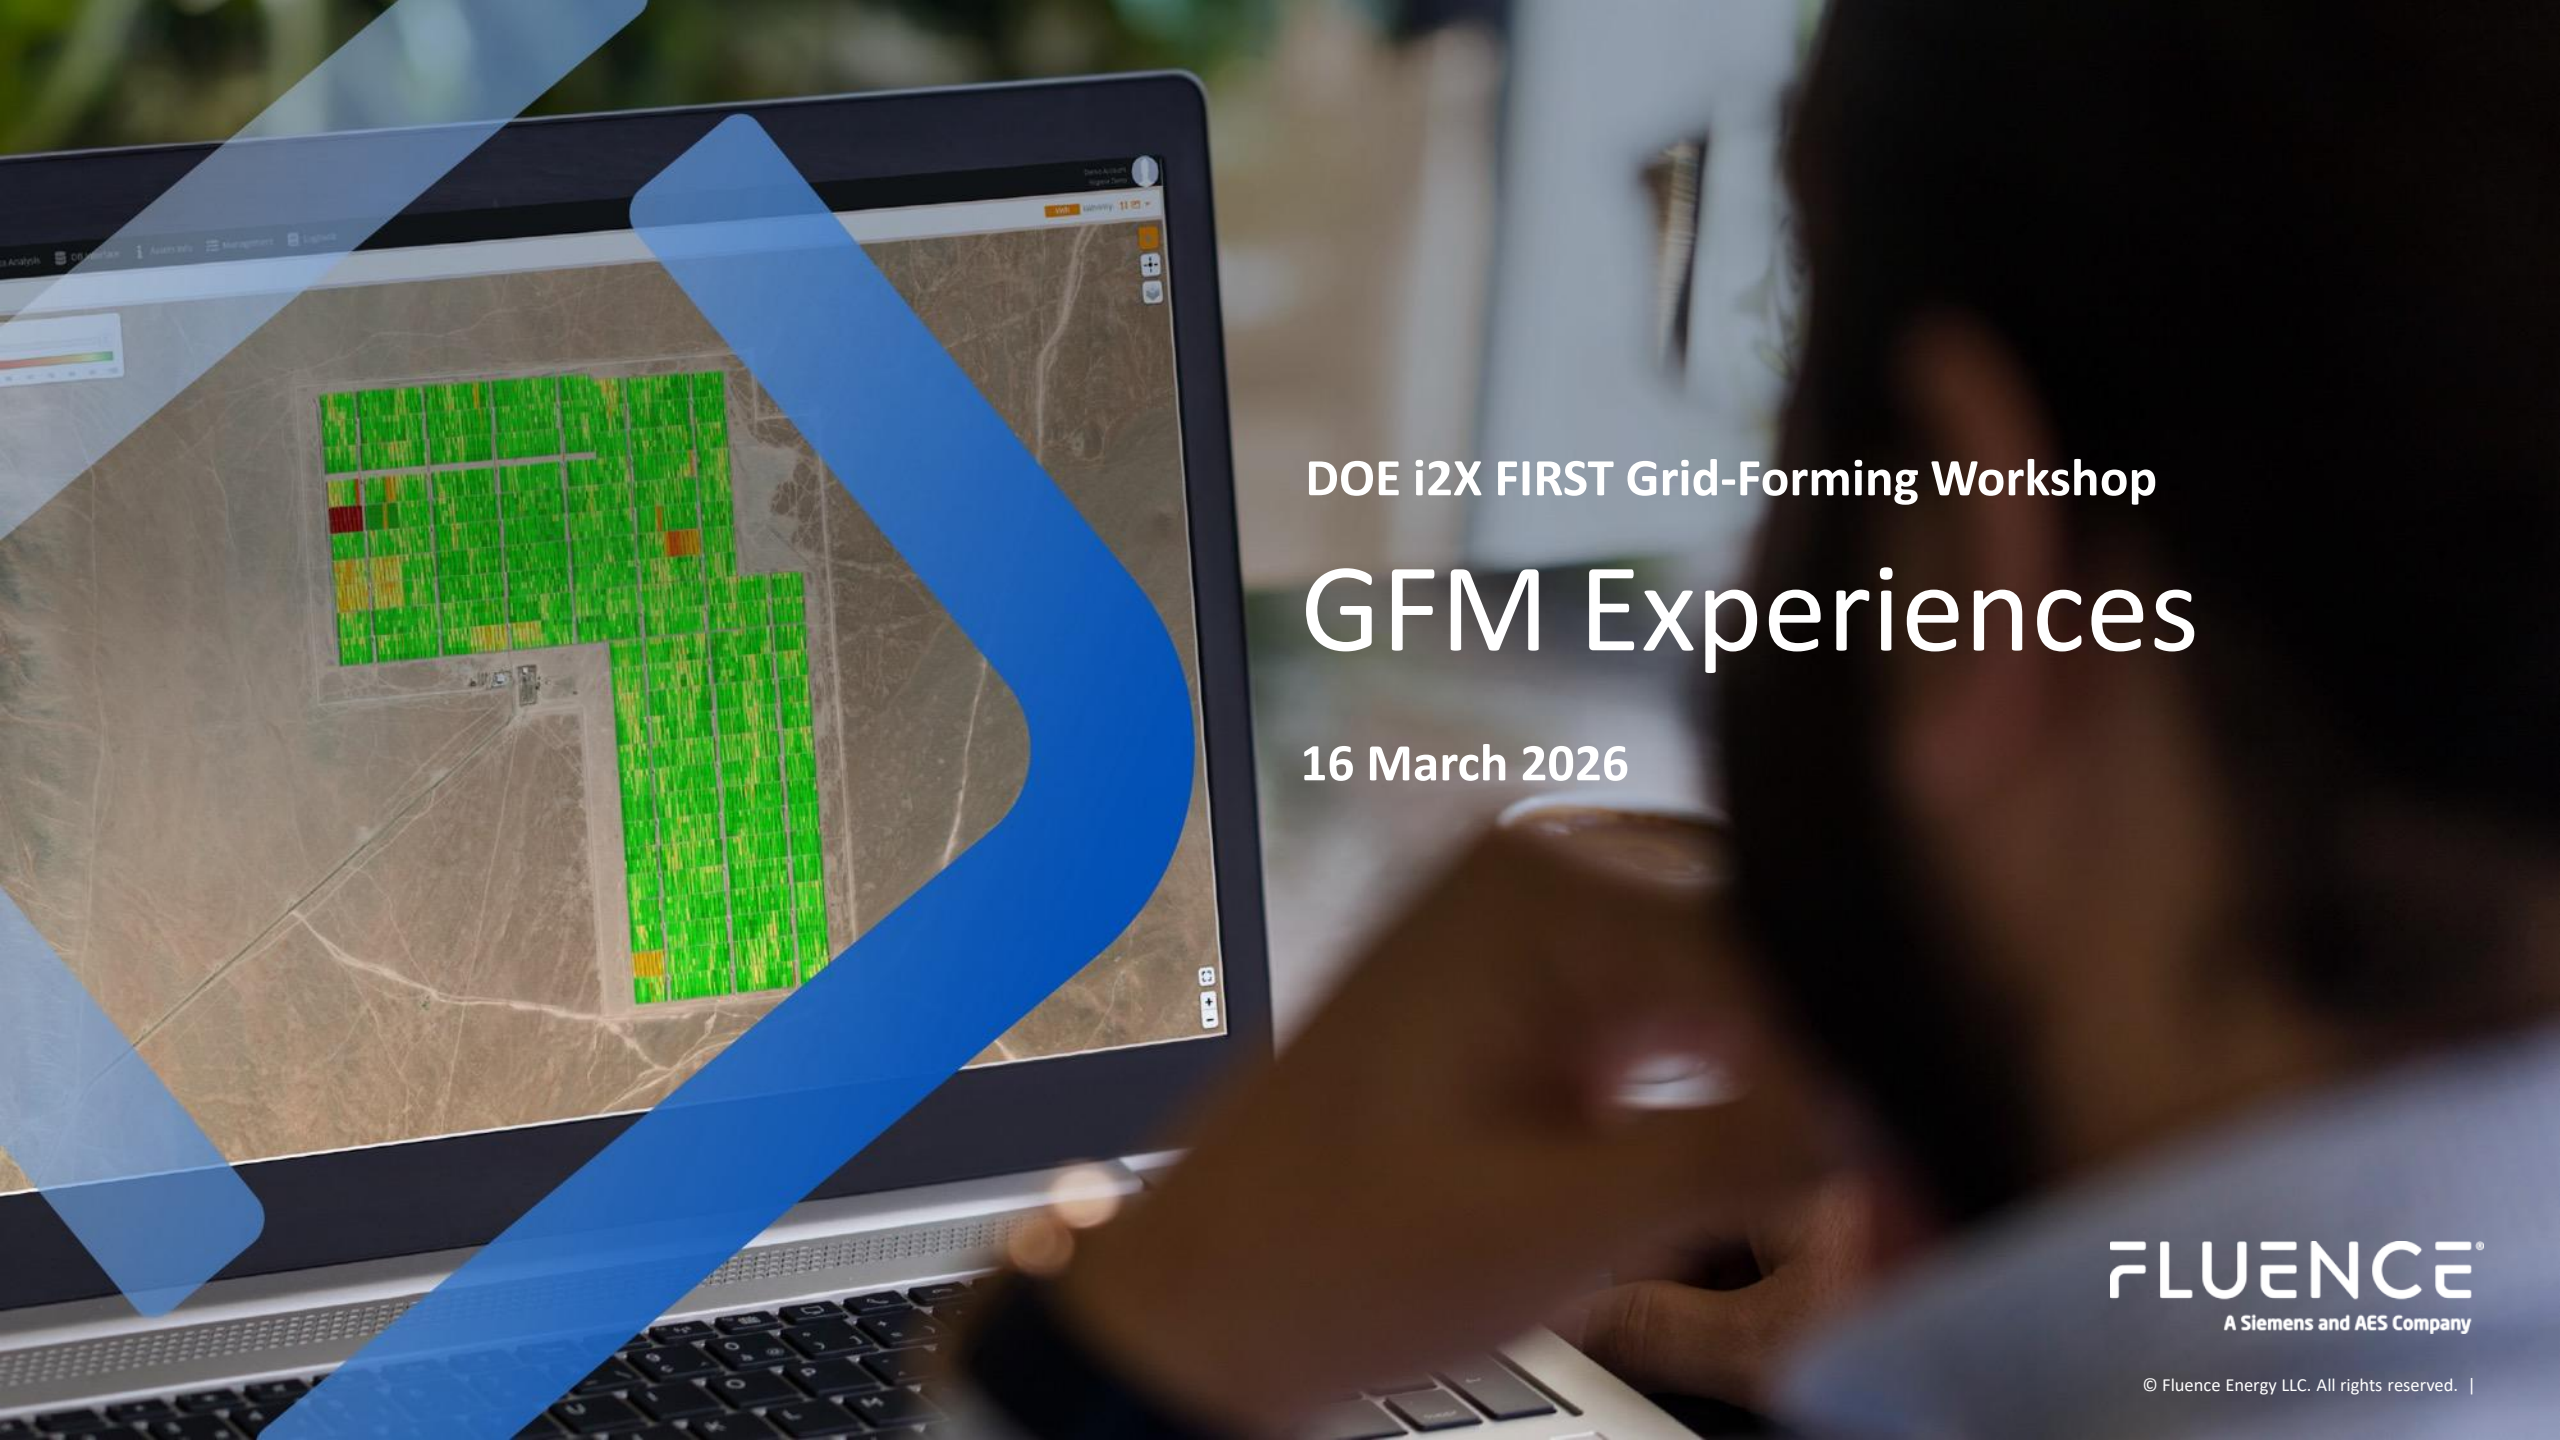 DOE i2X FIRST Grid-Forming Workshop
GFM Experiences
16 March 2026
Management
FLUENCE®
A Siemens and AES Company
© Fluence Energy LLC. All rights reserved. |